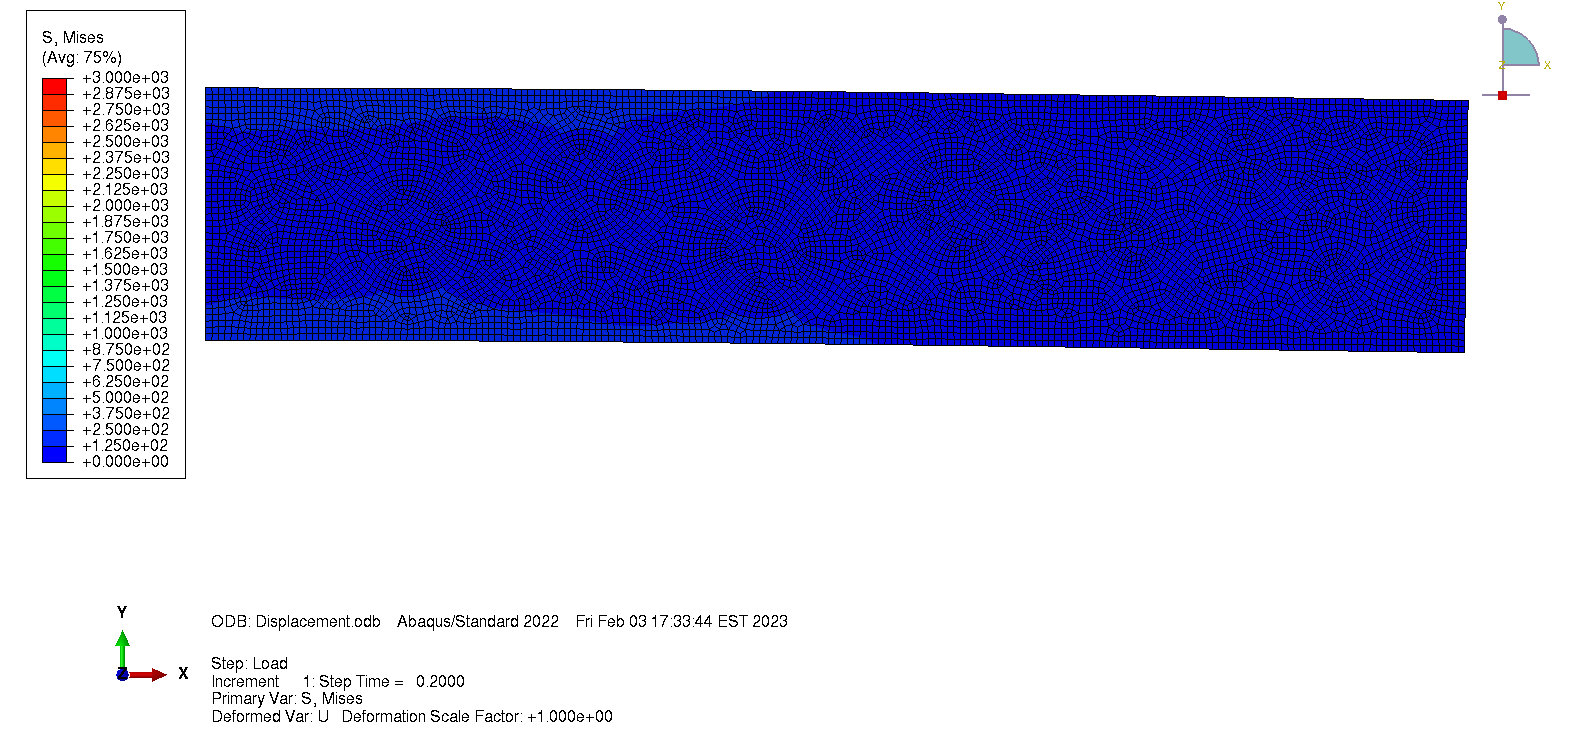 S, Mises
(Avg: 75%)
+3.000e+03
+2.875e+03
+2.750e+03
+2.625e+03
+2.500e+03
+2.375e+03
+2.250e+03
+2.125e+03
+2.000e+03
+1.875e+03
+1.750e+03
+1.625e+03
+1.500e+03
+1.375e+03
+1.250e+03
+1.125e+03
+1.000e+03
+8.750e+02
+7.500e+02
+6.250e+02
+5.000e+02
+3.750e+02
+2.500e+02
+1.250e+02
+0.000e+00
Y
Z X
Y
Z X
ODB: Displacement.odb Abaqus/Standard 2022 Fri Feb 03 17:33:44 EST 2023
Step: Load
Increment 1: Step Time = 0.2000
Primary Var: S, Mises
Deformed Var: U Deformation Scale Factor: +1.000e+00